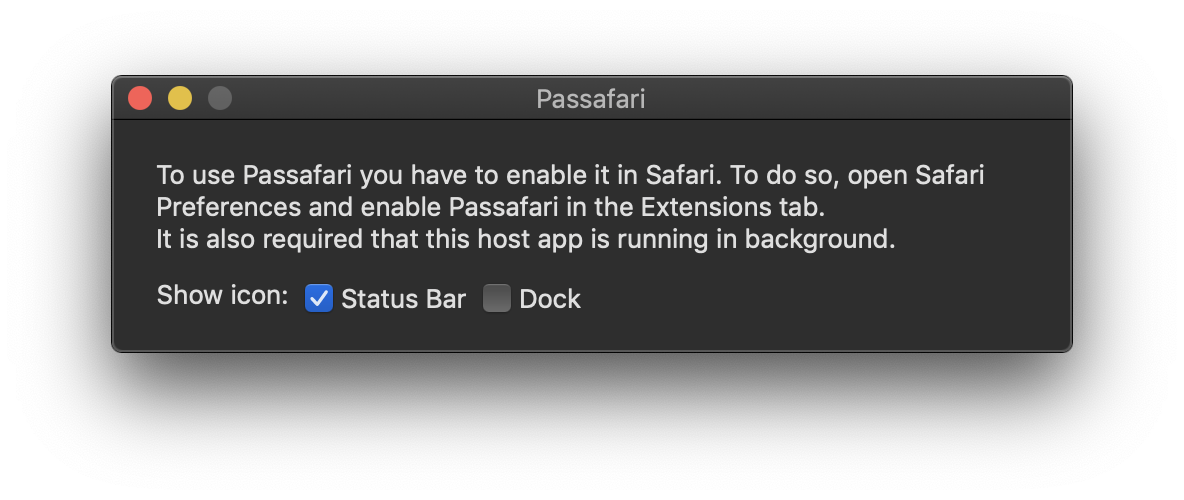 Passafari
To use Passafari you have to enable it in Safari. To do so, open Safari
Preferences and enable Passafari in the Extensions tab.
It is also required that this host app is running in background.
Show icon: Status Bar Dock